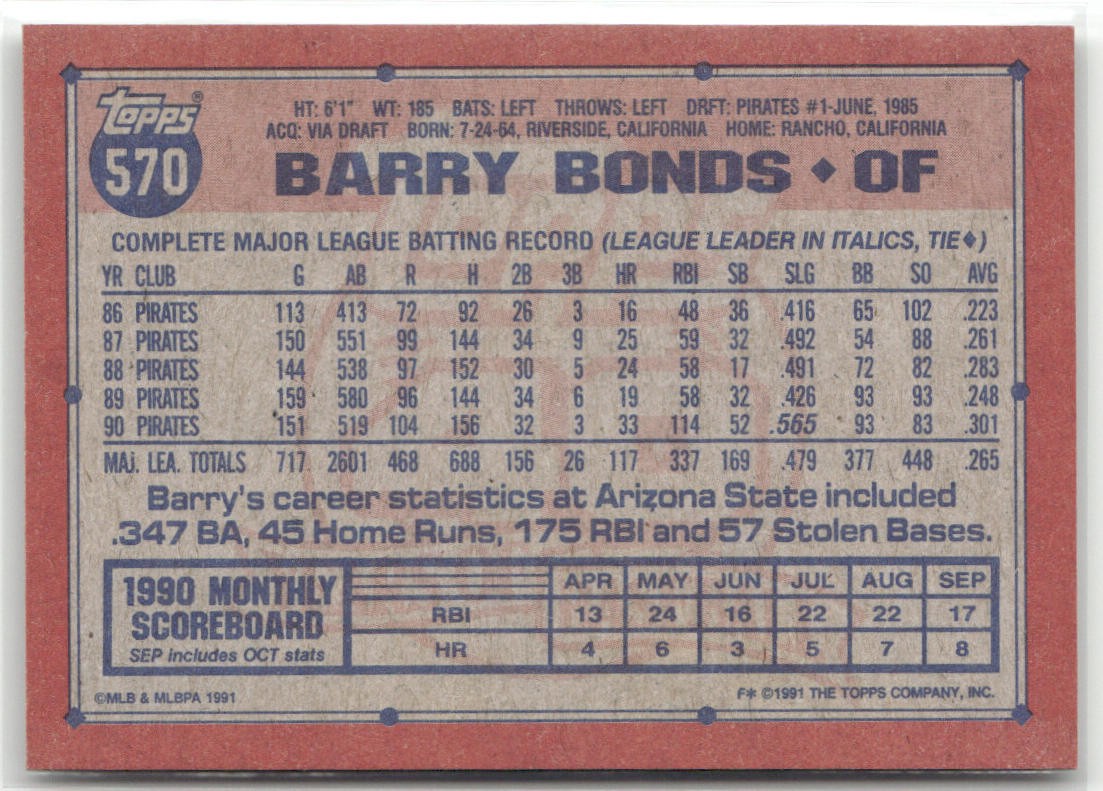 topps®
570
HT: 6'1" WT: 185 BATS: LEFT THROWS: LEFT DRFT: PIRATES #1-JUNE, 1985
ACQ: VIA DRAFT BORN: 7-24-64, RIVERSIDE, CALIFORNIA HOME: RANCHO, CALIFORNIA
BARRY BONDS ♦ OF
COMPLETE MAJOR LEAGUE BATTING RECORD (LEAGUE LEADER IN ITALICS, TIE♦)
YR CLUB G AB R H 2B 3B HR RBI SB SLG BB SO AVG
86 PIRATES 113 413 72 92 26 3 16 48 36 .416 65 102 .223
87 PIRATES 150 551 99 144 34 9 25 59 32 .492 54 88 .261
88 PIRATES 144 538 97 152 30 5 24 58 17 .491 72 82 .283
89 PIRATES 159 580 96 144 34 6 19 58 32 .426 93 93 .248
90 PIRATES 151 519 104 156 32 3 33 114 52 .565 93 83 .301
MAJ. LEA. TOTALS 717 2601 468 688 156 26 117 337 169 .479 377 448 .265
Barry's career statistics at Arizona State included
.347 BA, 45 Home Runs, 175 RBI and 57 Stolen Bases.
1990 MONTHLY
SCOREBOARD
SEP includes OCT stats
APR MAY JUN JUL AUG SEP
RBI 13 24 16 22 22 17
HR 4 6 3 5 7 8
©MLB & MLBPA 1991
F* ©1991 THE TOPPS COMPANY, INC.